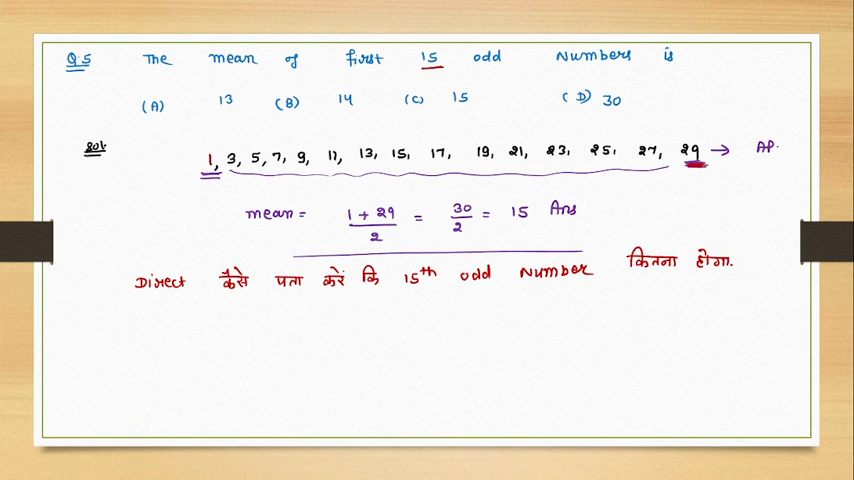 Q.5 The mean of first 15 odd Numbers is
(A) 13 (B) 14 (C) 15 (D) 30
Sol. 1, 3, 5, 7, 9, 11, 13, 15, 17, 19, 21, 23, 25, 27, 29 → AP.
mean = 1 + 29 / 2 = 30 / 2 = 15 Ans
Direct कैसे पता करें कि 15th odd Number कितना होगा.